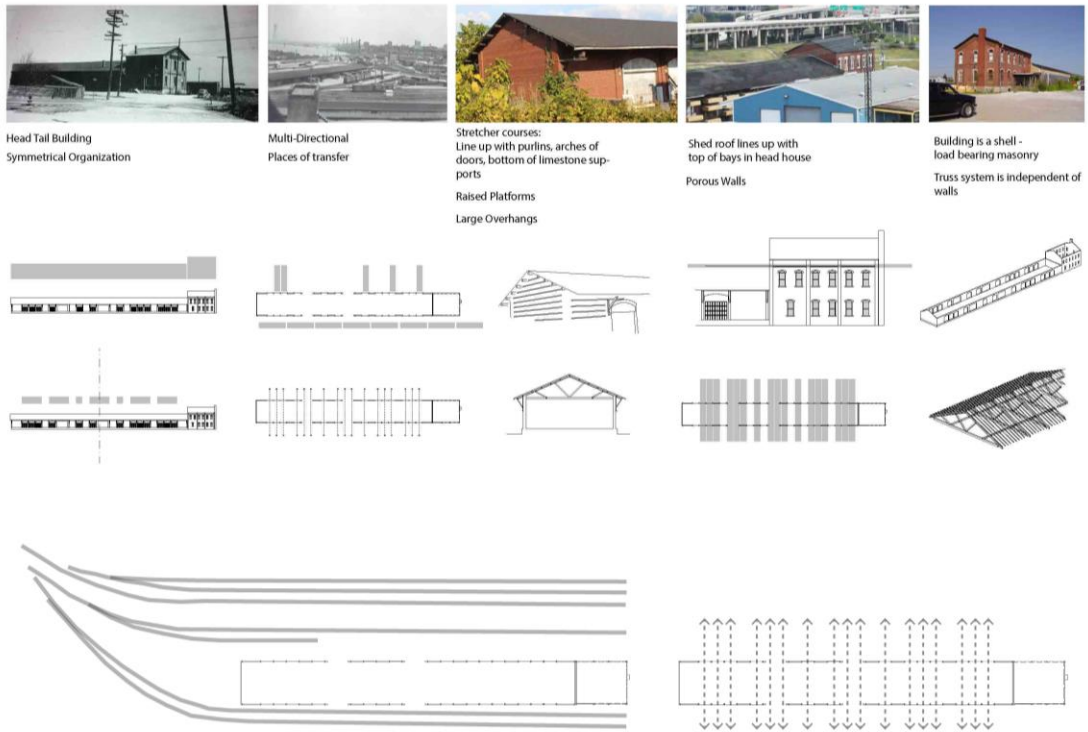 Head Tail Building
Symmetrical Organization
Multi-Directional
Places of transfer
Stretcher courses:
Line up with purlins, arches of
doors, bottom of limestone sup-
ports
Raised Platforms
Large Overhangs
Shed roof lines up with
top of bays in head house
Porous Walls
Building is a shell -
load bearing masonry
Truss system is independent of
walls